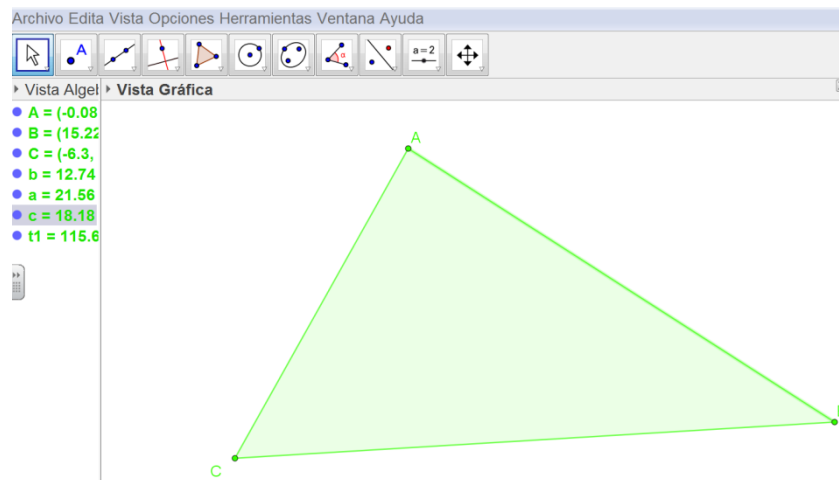 Archivo Edita Vista Opciones Herramientas Ventana Ayuda
A
α
a=2
Vista Algel
Vista Gráfica
A = (-0.08
B = (15.22
C = (-6.3,
b = 12.74
a = 21.56
c = 18.18
t1 = 115.6
A
C